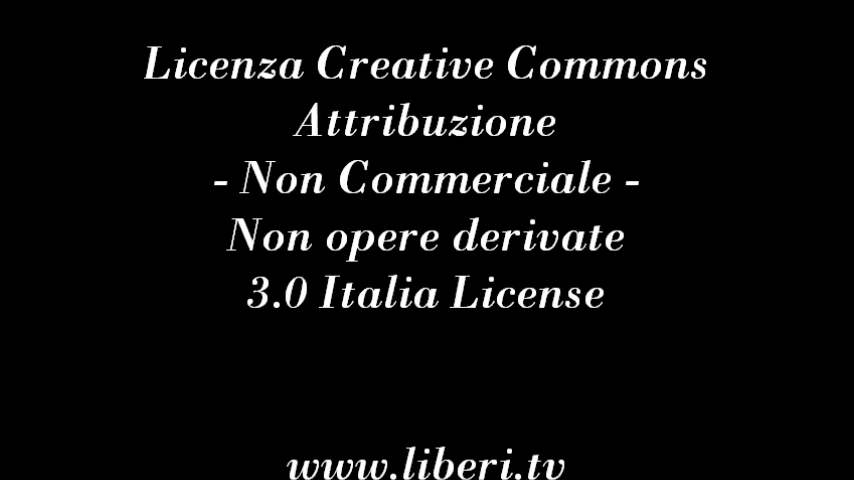 Licenza Creative Commons
Attribuzione
- Non Commerciale -
Non opere derivate
3.0 Italia License
www.liberi.tv